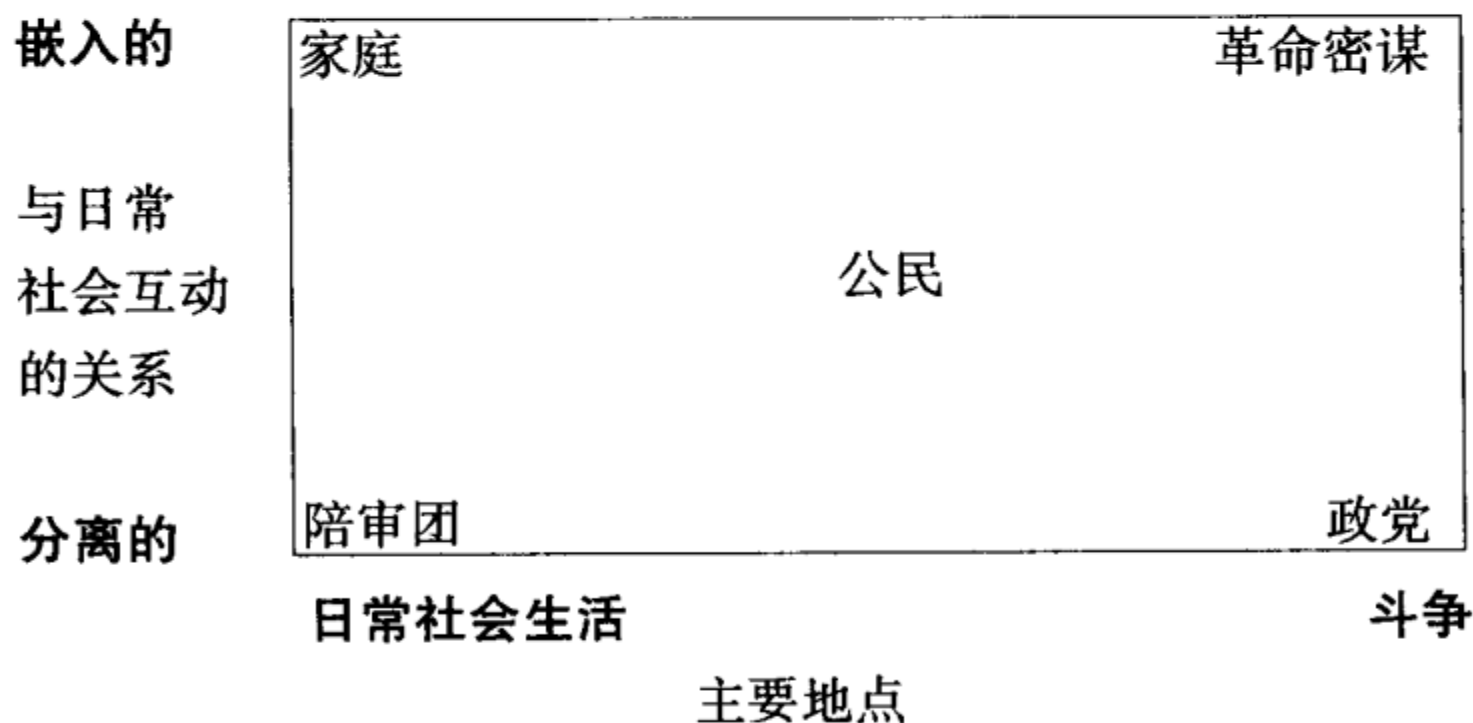 嵌入的
家庭
革命密谋
与日常
社会互动
的关系
公民
分离的
陪审团
政党
日常社会生活
斗争
主要地点